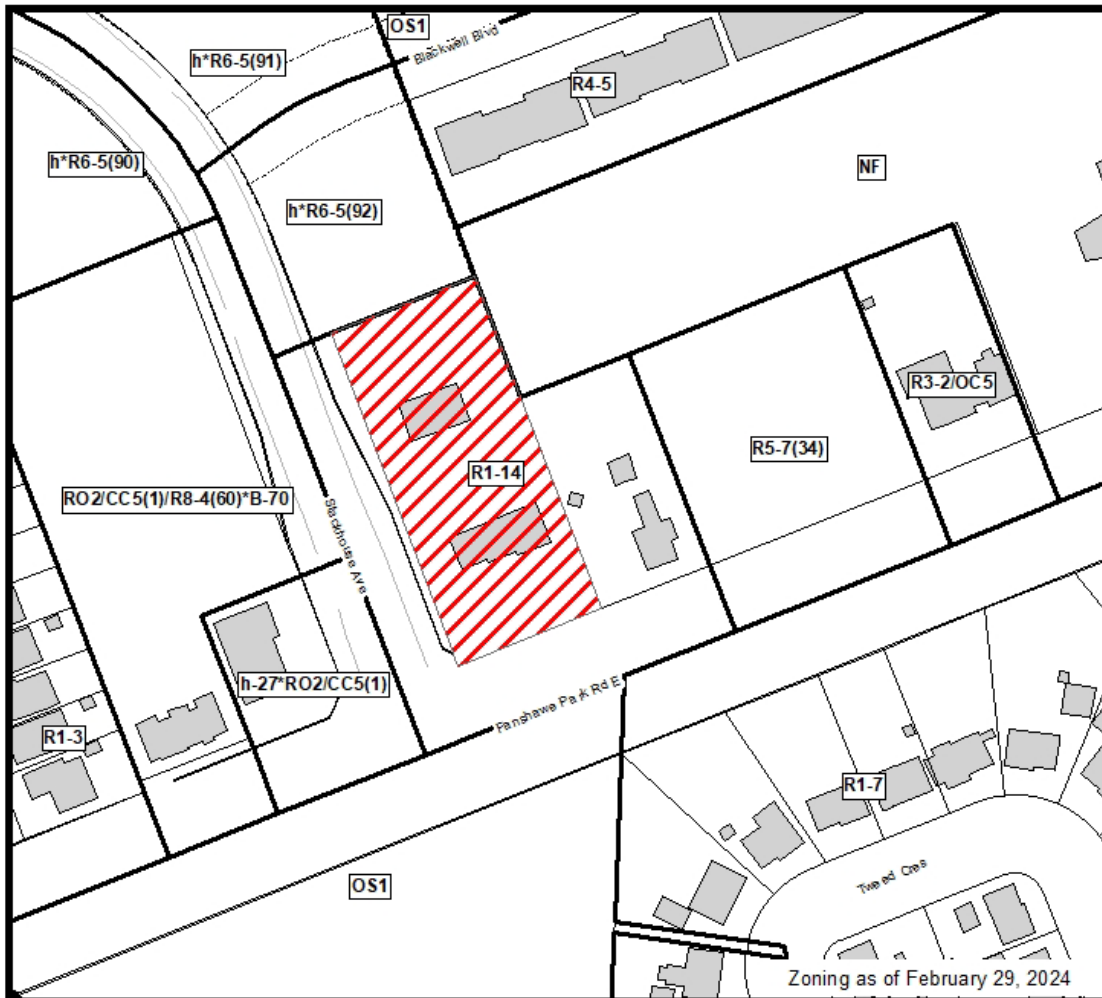 OS1
Blackwell Blvd
h*R6-5(91)
R4-5
h*R6-5(90)
NF
h*R6-5(92)
R3-2/OC5
R1-14
R5-7(34)
RO2/CC5(1)/R8-4(60)*B-70
Stackhouse Ave
h-27*RO2/CC5(1)
Fanshawe Park Rd E
R1-3
R1-7
Tweed Cres
OS1
Zoning as of February 29, 2024